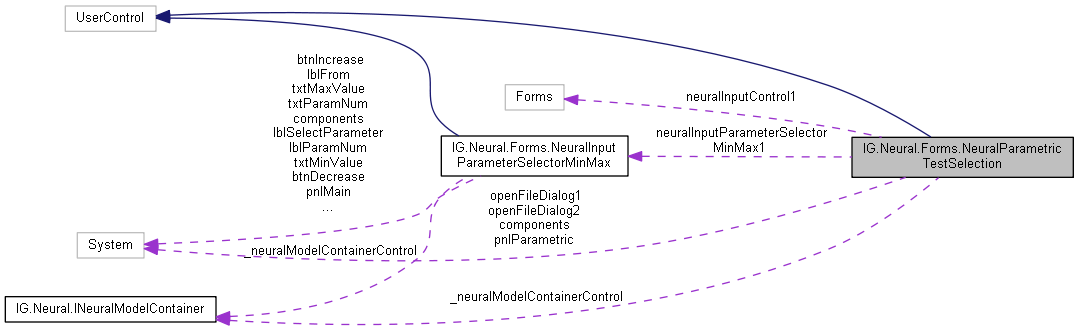 UserControl
btnIncrease
lblFrom
txtMaxValue
txtParamNum
components
lblSelectParameter
lblParamNum
txtMinValue
btnDecrease
pnlMain
...
Forms
neuralInputControl1
neuralInputParameterSelector
MinMax1
IG.Neural.Forms.NeuralInput
ParameterSelectorMinMax
IG.Neural.Forms.NeuralParametric
TestSelection
openFileDialog1
openFileDialog2
components
pnlParametric
System
_neuralModelContainerControl
_neuralModelContainerControl
IG.Neural.INeuralModelContainer